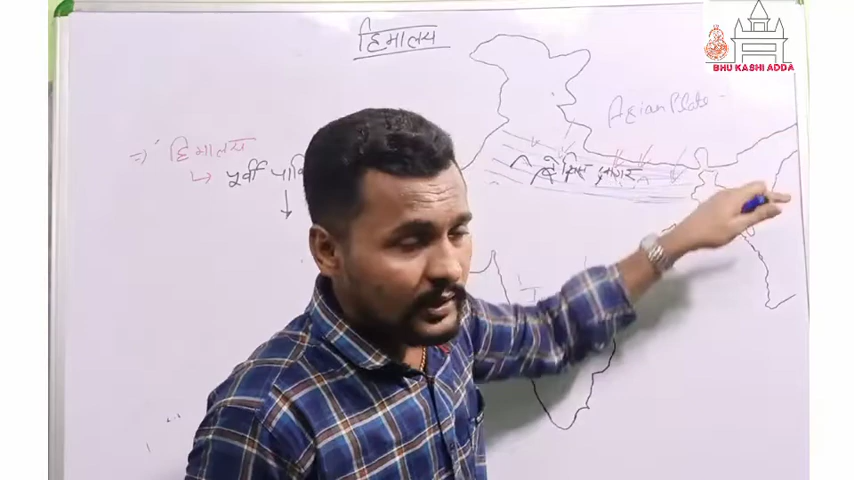 हिमालय
BHU KASHI ADDA
Asian Plate
=) हिमालय
↳ पूर्वी
टेथिस सागर